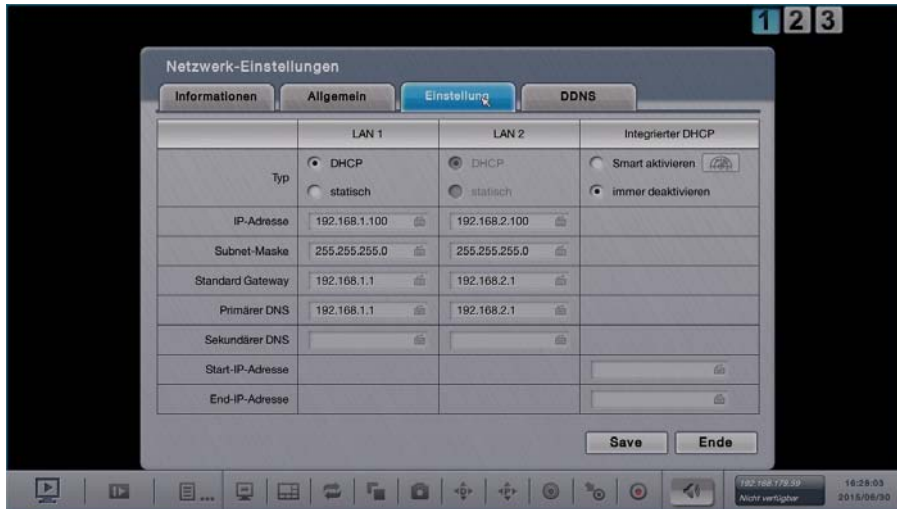 1 2 3
Netzwerk-Einstellungen
Informationen Allgemein Einstellung DDNS
LAN 1 LAN 2 Integrierter DHCP
Typ DHCP DHCP Smart aktivieren
statisch statisch immer deaktivieren
IP-Adresse 192.168.1.100 192.168.2.100
Subnet-Maske 255.255.255.0 255.255.255.0
Standard Gateway 192.168.1.1 192.168.2.1
Primärer DNS 192.168.1.1 192.168.2.1
Sekundärer DNS
Start-IP-Adresse
End-IP-Adresse
Save Ende
192.168.179.59 16:28:03
Nicht verfügbar 2015/06/30